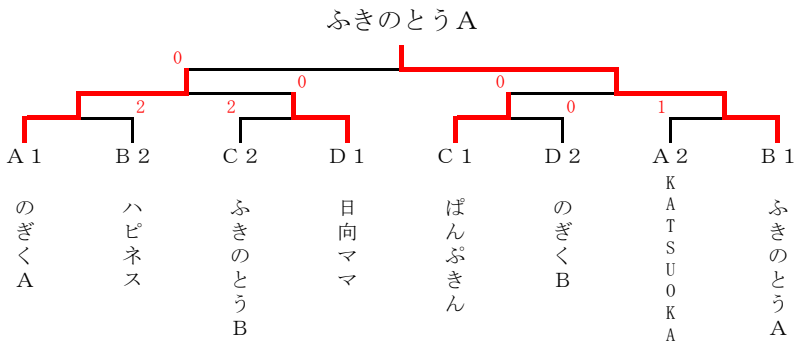 ふきのとうA
0
0
0
2
2
0
1
A1
B2
C2
D1
C1
D2
A2
B1
のぎくA
ハピネス
ふきのとうB
日向ママ
ぱんぷきん
のぎくB
KATSUOKA
ふきのとうA